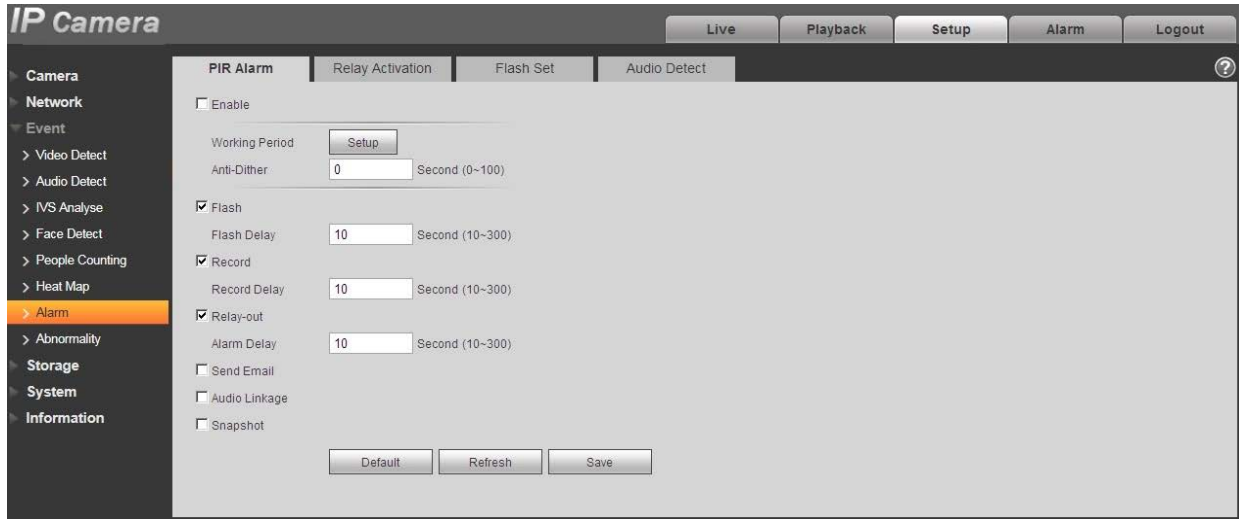 IP Camera
Live Playback Setup Alarm Logout
Camera
Network
Event
Video Detect
Audio Detect
IVS Analyse
Face Detect
People Counting
Heat Map
Alarm
Abnormality
Storage
System
Information
PIR Alarm Relay Activation Flash Set Audio Detect
?
Enable
Working Period Setup
Anti-Dither 0 Second (0~100)
Flash
Flash Delay 10 Second (10~300)
Record
Record Delay 10 Second (10~300)
Relay-out
Alarm Delay 10 Second (10~300)
Send Email
Audio Linkage
Snapshot
Default Refresh Save